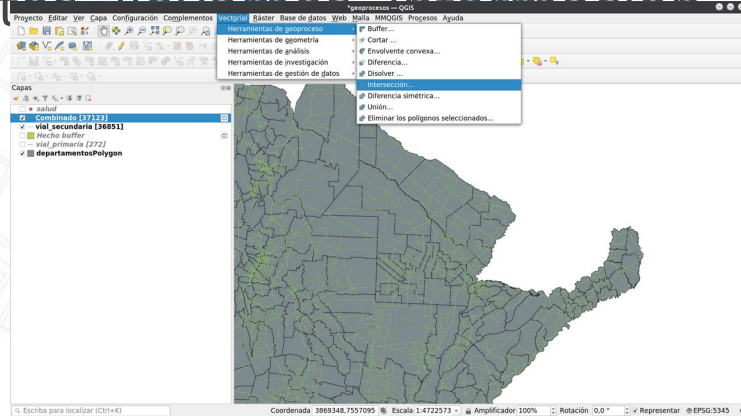 *geoprocesos — QGIS
Proyecto Editar Ver Capa Configuración Complementos Vectorial Ráster Base de datos Web Malla MMQGIS Procesos Ayuda
Herramientas de geoproceso
Herramientas de geometría
Herramientas de análisis
Herramientas de investigación
Herramientas de gestión de datos
Buffer...
Cortar ...
Envolvente convexa...
Diferencia...
Disolver ...
Intersección...
Diferencia simétrica...
Unión...
Eliminar los polígonos seleccionados...
Capas
salud
Combinado [37123]
vial_secundaria [36851]
Hecho buffer
vial_primaria [272]
departamentosPolygon
Escriba para localizar (Ctrl+K)
Coordenada 3869348,7557095 Escala 1:4722573 Amplificador 100% Rotación 0,0 ° Representar EPSG:5345